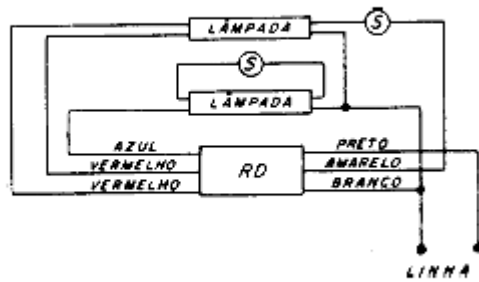 LÂMPADA
S
S
LÂMPADA
AZUL
PRETO
VERMELHO
RD
AMARELO
VERMELHO
BRANCO
LINHA